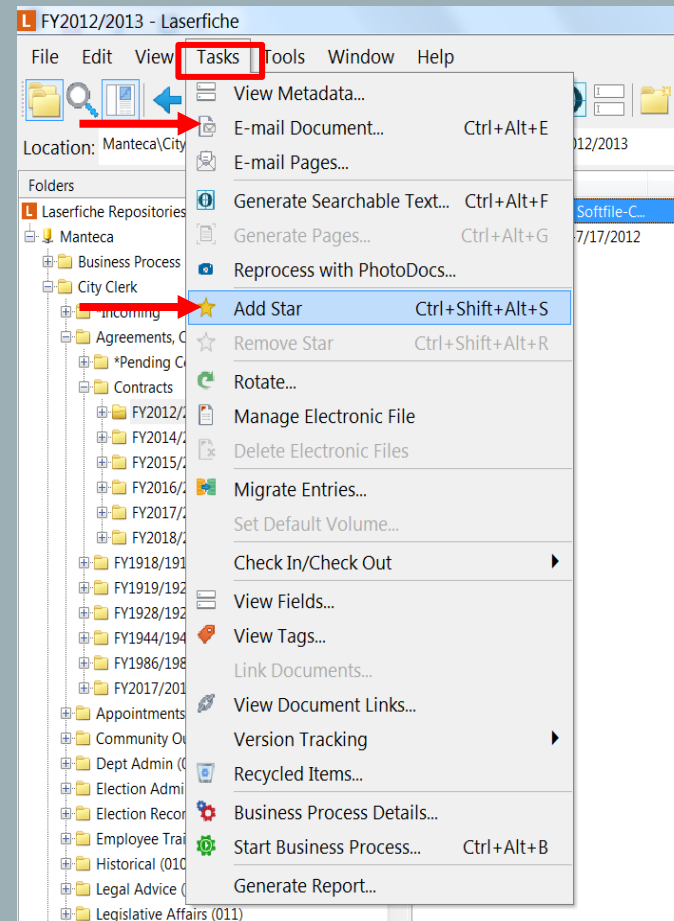 FY2012/2013 - Laserfiche
File Edit View Tasks Tools Window Help
Location: Manteca\City 012/2013
Folders
Laserfiche Repositories
Manteca
Business Process
City Clerk
*Incoming
Agreements, C
*Pending Co
Contracts
FY2012/2
FY2014/2
FY2015/2
FY2016/2
FY2017/2
FY2018/2
FY1918/191
FY1919/192
FY1928/192
FY1944/194
FY1986/198
FY2017/201
Appointments
Community Ou
Dept Admin (0
Election Admi
Election Recor
Employee Trai
Historical (010
Legal Advice (
Legislative Affairs (011)
View Metadata...
E-mail Document... Ctrl+Alt+E
E-mail Pages...
Generate Searchable Text... Ctrl+Alt+F
Generate Pages... Ctrl+Alt+G
Reprocess with PhotoDocs...
Add Star Ctrl+Shift+Alt+S
Remove Star Ctrl+Shift+Alt+R
Rotate...
Manage Electronic File
Delete Electronic Files
Migrate Entries...
Set Default Volume...
Check In/Check Out
View Fields...
View Tags...
Link Documents...
View Document Links...
Version Tracking
Recycled Items...
Business Process Details...
Start Business Process... Ctrl+Alt+B
Generate Report...
Softfile-C...
7/17/2012